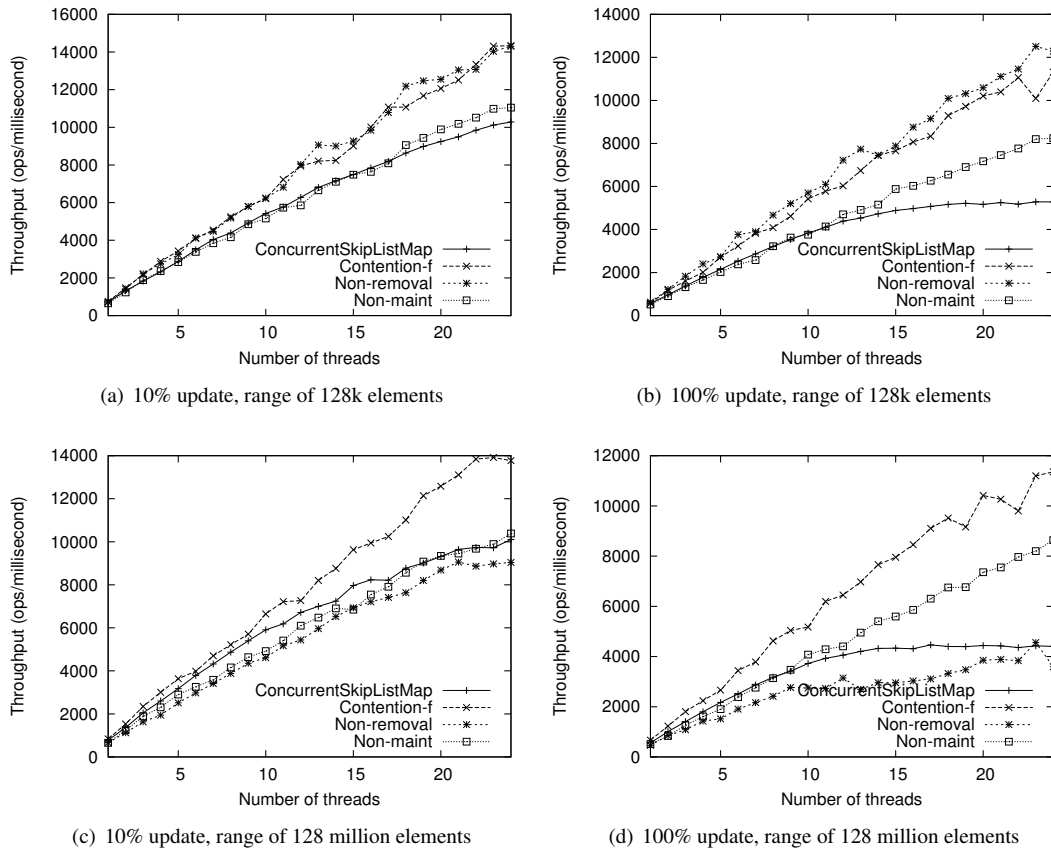 Throughput (ops/millisecond)
16000
14000
12000
10000
8000
6000
4000
2000
0
5 10 15 20
Number of threads
ConcurrentSkipListMap
Contention-f
Non-removal
Non-maint
(a) 10% update, range of 128k elements
Throughput (ops/millisecond)
14000
12000
10000
8000
6000
4000
2000
0
5 10 15 20
Number of threads
ConcurrentSkipListMap
Contention-f
Non-removal
Non-maint
(b) 100% update, range of 128k elements
Throughput (ops/millisecond)
14000
12000
10000
8000
6000
4000
2000
0
5 10 15 20
Number of threads
ConcurrentSkipListMap
Contention-f
Non-removal
Non-maint
(c) 10% update, range of 128 million elements
Throughput (ops/millisecond)
12000
10000
8000
6000
4000
2000
0
5 10 15 20
Number of threads
ConcurrentSkipListMap
Contention-f
Non-removal
Non-maint
(d) 100% update, range of 128 million elements